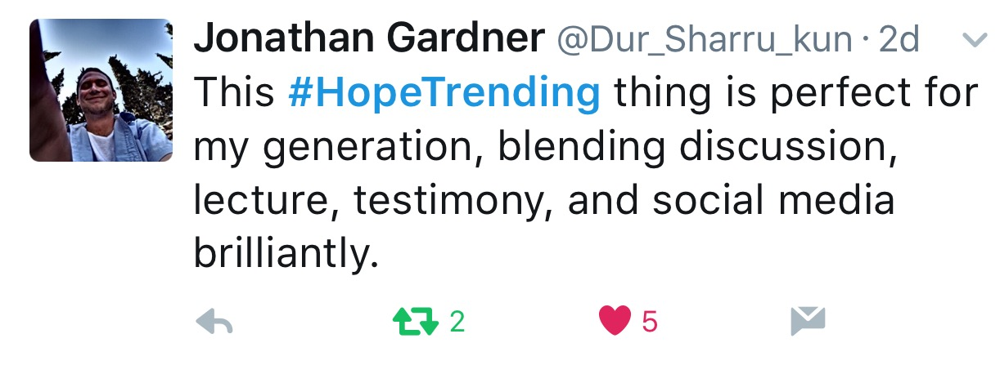 Jonathan Gardner @Dur_Sharru_kun · 2d
This #HopeTrending thing is perfect for
my generation, blending discussion,
lecture, testimony, and social media
brilliantly.
2 5